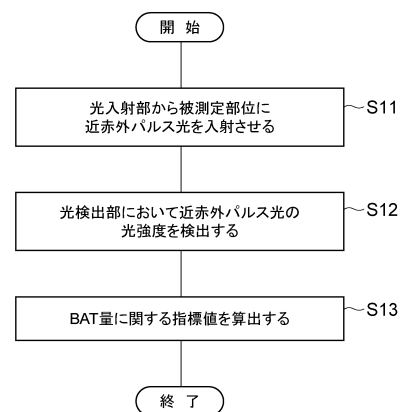 開 始
光入射部から被測定部位に
近赤外パルス光を入射させる
S11
光検出部において近赤外パルス光の
光強度を検出する
S12
BAT量に関する指標値を算出する
S13
終 了